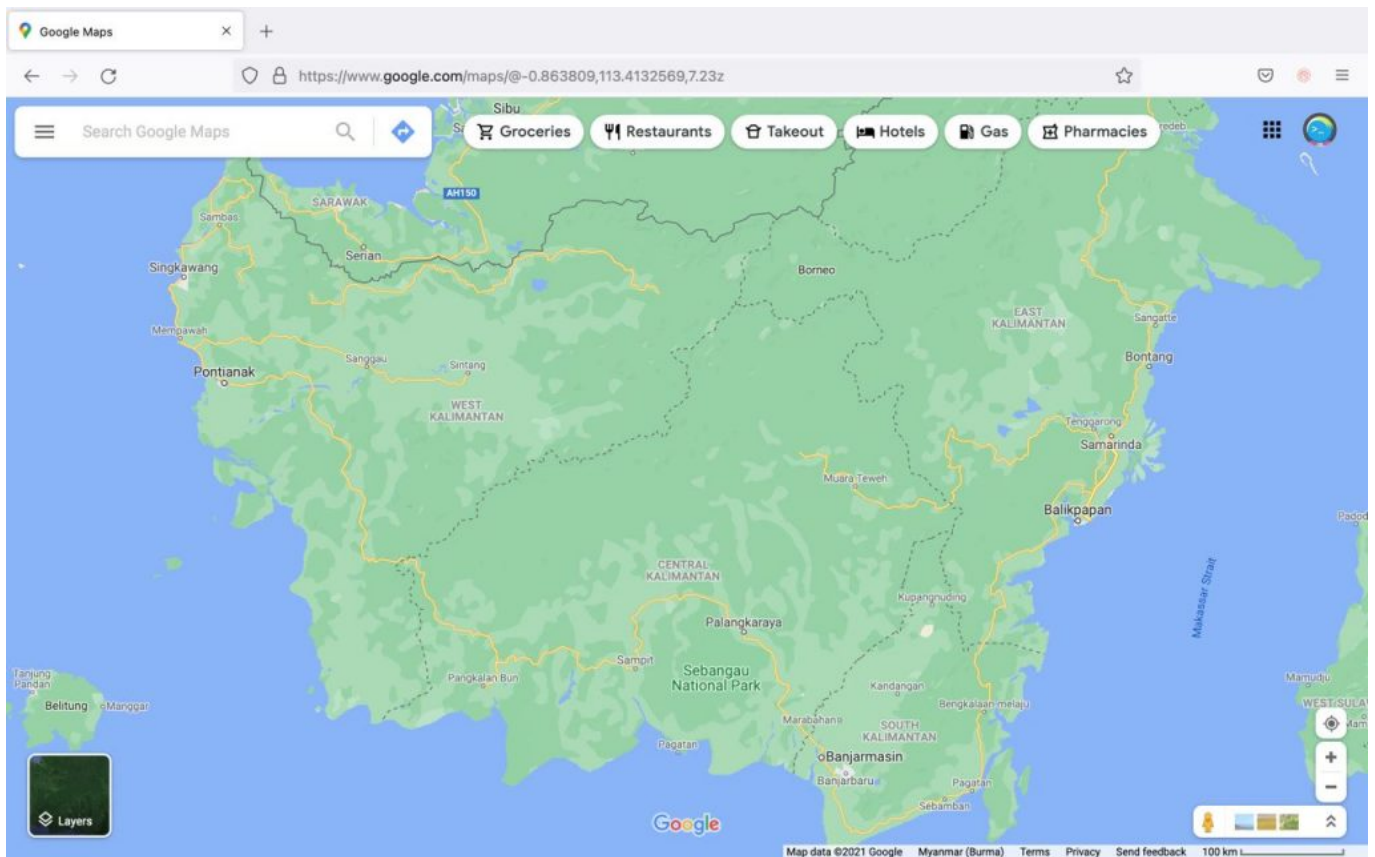 Google Maps
https://www.google.com/maps/@-0.863809,113.4132569,7.23z
Search Google Maps
Groceries
Restaurants
Takeout
Hotels
Gas
Pharmacies
Sibu
AH150
SARAWAK
Sambas
Serian
Singkawang
Borneo
EAST
KALIMANTAN
Sangatte
Mempawah
Sanggau
Sintang
Bontang
Pontianak
WEST
KALIMANTAN
Tenggarong
Samarinda
Muara Teweh
Balikpapan
Makassar Strait
CENTRAL
KALIMANTAN
Kupangnuding
Palangkaraya
Sampit
Pangkalan Bun
Sebangau
National Park
Tanjung
Pandan
Belitung
Manggar
Kandangan
Bengkalaan-melaju
Mamudju
Marabahan
SOUTH
KALIMANTAN
Pagatan
Banjarmasin
Banjarbaru
Pagatan
Sebamban
Layers
Google
Map data ©2021 Google Myanmar (Burma) Terms Privacy Send feedback 100 km